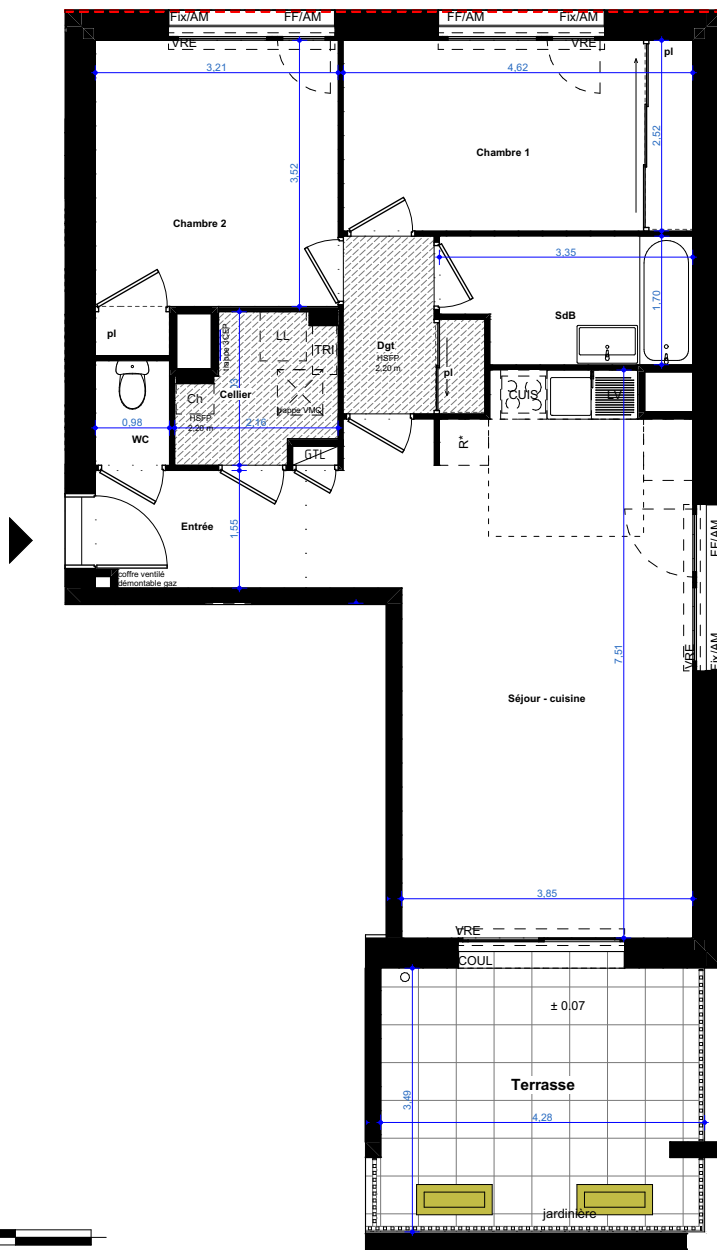 Fix/AM
FF/AM
FF/AM
Fix/AM
VRE
VRE
pl
3,21
4,62
2,52
Chambre 1
3,52
Chambre 2
3,35
1,70
SdB
pl
trappe 3CEP
LL
TRI
Dgt
HSFP
2.20 m
pl
Cellier
Ch
HSFP
2.20 m
trappe VMC
CUIS
LV
0,98
2,16
WC
GTL
R*
Entrée
1,55
coffre ventilé
démontable gaz
FF/AM
VRE
Fix/AM
7,51
Séjour - cuisine
3,85
VRE
COUL
± 0.07
Terrasse
3,49
4,28
jardinière